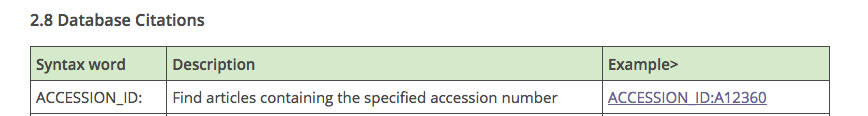 2.8 Database Citations
Syntax word Description Example>
ACCESSION_ID: Find articles containing the specified accession number ACCESSION_ID:A12360